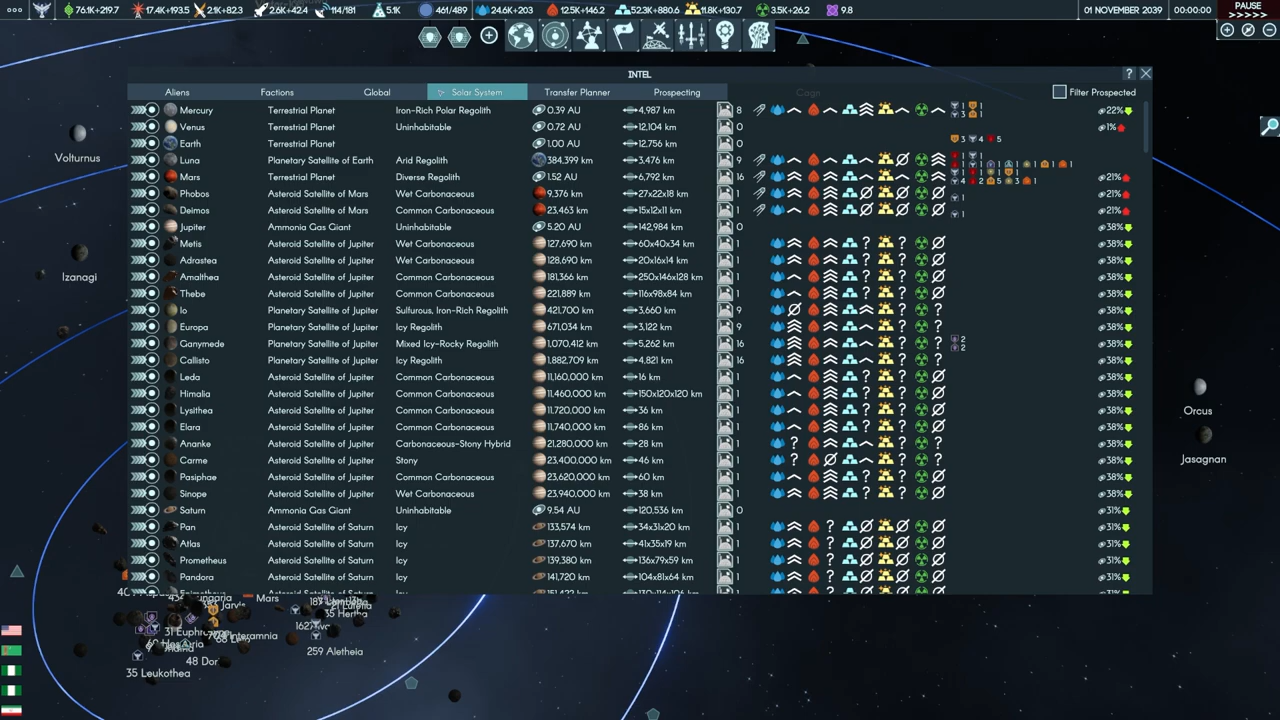 76.1K+219.7 17.4K+193.5 2.1K+82.3 114/181 5.1K 461/489 24.6K+203 12.5K+146.2 52.3K+880.6 11.8K+130.7 3.5K+26.2 9.8 01 NOVEMBER 2039 00:00:00 PAUSE
>>>>>
INTEL ?
Aliens Factions Global Solar System Transfer Planner Prospecting Filter Prospected
Mercury Terrestrial Planet Iron-Rich Polar Regolith 0.39 AU 4,987 km 8 22%
Venus Terrestrial Planet Uninhabitable 0.72 AU 12,104 km 0 1%
Earth Terrestrial Planet 1.00 AU 12,756 km
Luna Planetary Satellite of Earth Arid Regolith 384,399 km 3,476 km 9
Mars Terrestrial Planet Diverse Regolith 1.52 AU 6,792 km 16 21%
Phobos Asteroid Satellite of Mars Wet Carbonaceous 9,376 km 27x22x18 km 1 21%
Deimos Asteroid Satellite of Mars Common Carbonaceous 23,463 km 15x12x11 km 1 21%
Jupiter Ammonia Gas Giant Uninhabitable 5.20 AU 142,984 km 0 38%
Metis Asteroid Satellite of Jupiter Wet Carbonaceous 127,690 km 60x40x34 km 1 ? ? 38%
Adrastea Asteroid Satellite of Jupiter Wet Carbonaceous 128,690 km 20x16x14 km 1 ? ? 38%
Amalthea Asteroid Satellite of Jupiter Common Carbonaceous 181,366 km 250x146x128 km 1 ? ? 38%
Thebe Asteroid Satellite of Jupiter Common Carbonaceous 221,889 km 116x98x84 km 1 ? ? 38%
Io Planetary Satellite of Jupiter Sulfurous, Iron-Rich Regolith 421,700 km 3,660 km 9 ? ? 38%
Europa Planetary Satellite of Jupiter Icy Regolith 671,034 km 3,122 km 9 ? ? ? 38%
Ganymede Planetary Satellite of Jupiter Mixed Icy-Rocky Regolith 1,070,412 km 5,262 km 16 ? ? 2 38%
2
Callisto Planetary Satellite of Jupiter Icy Regolith 1,882,709 km 4,821 km 16 ? ? ? 38%
Leda Asteroid Satellite of Jupiter Common Carbonaceous 11,160,000 km 16 km 1 ? ? 38%
Himalia Asteroid Satellite of Jupiter Common Carbonaceous 11,460,000 km 150x120x120 km 1 ? ? 38%
Lysithea Asteroid Satellite of Jupiter Common Carbonaceous 11,720,000 km 36 km 1 ? ? 38%
Elara Asteroid Satellite of Jupiter Common Carbonaceous 11,740,000 km 86 km 1 ? ? 38%
Ananke Asteroid Satellite of Jupiter Carbonaceous-Stony Hybrid 21,280,000 km 28 km 1 ? ? ? 38%
Carme Asteroid Satellite of Jupiter Stony 23,400,000 km 46 km 1 ? ? ? 38%
Pasiphae Asteroid Satellite of Jupiter Common Carbonaceous 23,620,000 km 60 km 1 ? ? 38%
Sinope Asteroid Satellite of Jupiter Wet Carbonaceous 23,940,000 km 38 km 1 ? ? 38%
Saturn Ammonia Gas Giant Uninhabitable 9.54 AU 120,536 km 0 31%
Pan Asteroid Satellite of Saturn Icy 133,574 km 34x31x20 km 1 ? 31%
Atlas Asteroid Satellite of Saturn Icy 137,670 km 41x35x19 km 1 ? 31%
Prometheus Asteroid Satellite of Saturn Icy 139,380 km 136x79x59 km 1 ? 31%
Pandora Asteroid Satellite of Saturn Icy 141,720 km 104x81x64 km 1 ? 31%
Volturnus
Izanagi
Orcus
Jasagnan
Mars
35 Hertha
259 Aletheia
48 Dor
35 Leukothea